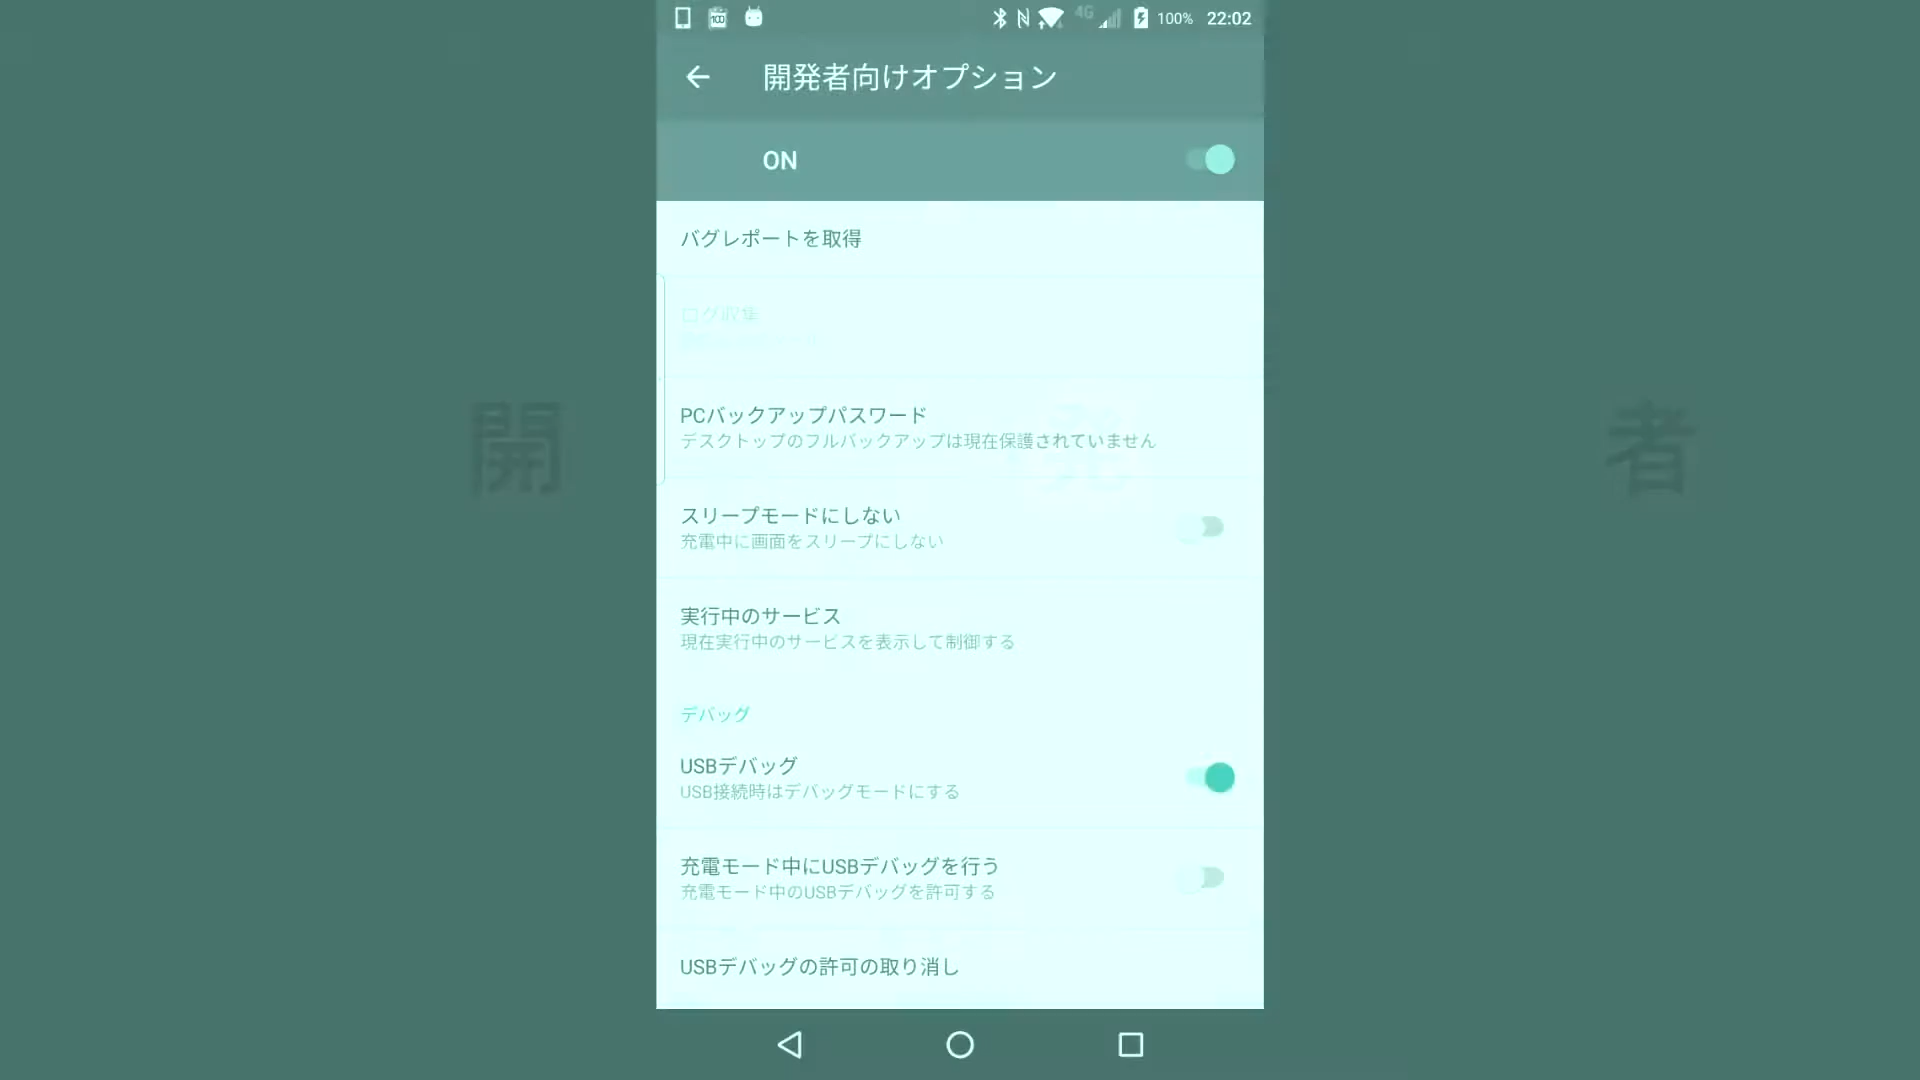 4G 100% 22:02
開発者向けオプション
ON
バグレポートを取得
ログ収集
PCバックアップパスワード
デスクトップのフルバックアップは現在保護されていません
スリープモードにしない
充電中に画面をスリープにしない
実行中のサービス
現在実行中のサービスを表示して制御する
デバッグ
USBデバッグ
USB接続時はデバッグモードにする
充電モード中にUSBデバッグを行う
充電モード中のUSBデバッグを許可する
USBデバッグの許可の取り消し
開発者